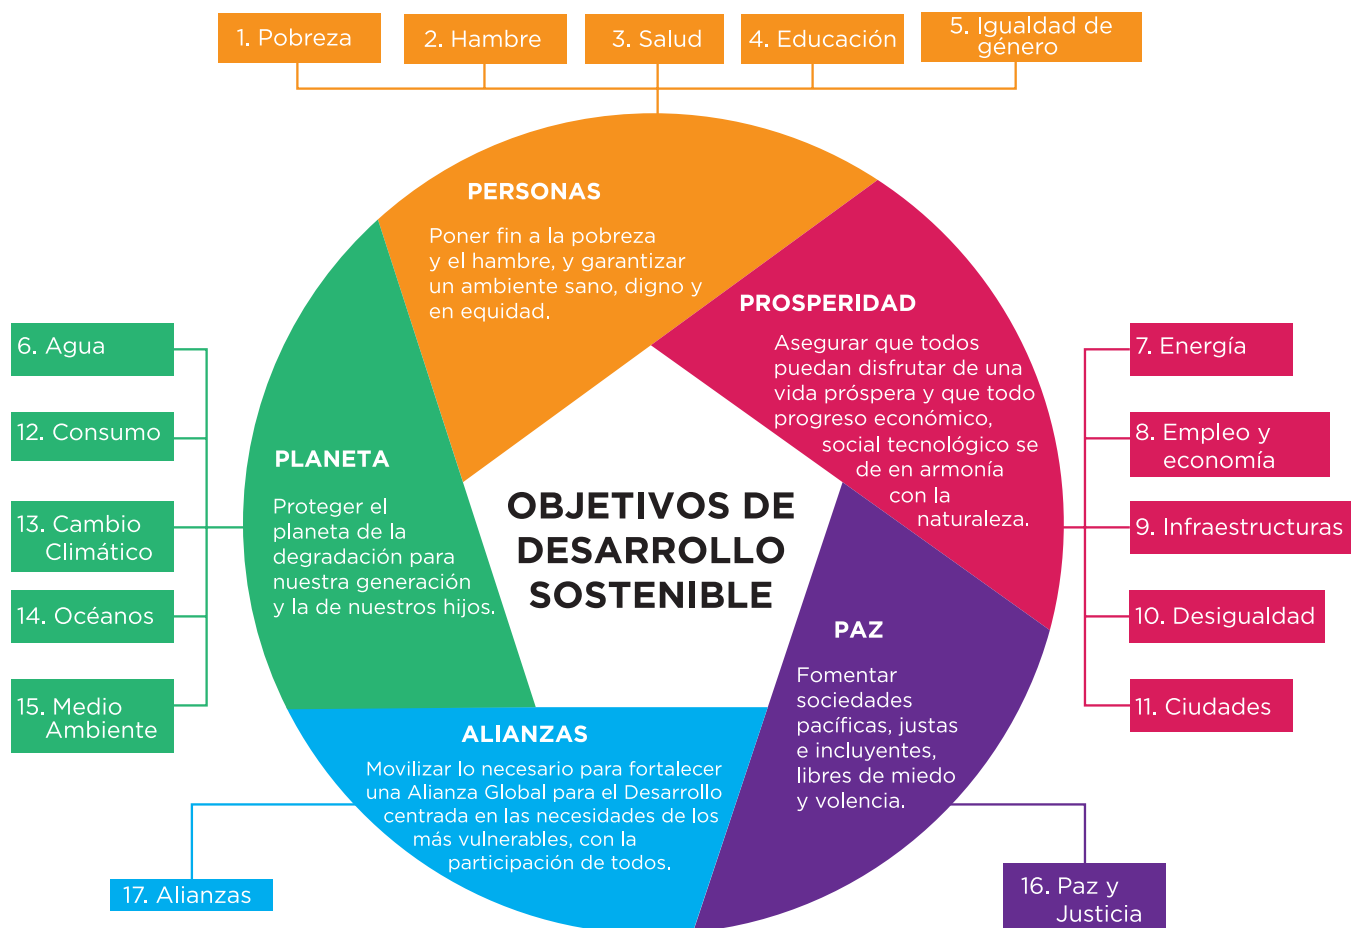 1. Pobreza
2. Hambre
3. Salud
4. Educación
5. Igualdad de
género
PERSONAS
Poner fin a la pobreza
y el hambre, y garantizar
un ambiente sano, digno y
en equidad.
PROSPERIDAD
Asegurar que todos
puedan disfrutar de una
vida próspera y que todo
progreso económico,
social tecnológico se
de en armonía
con la
naturaleza.
7. Energía
8. Empleo y
economía
9. Infraestructuras
10. Desigualdad
11. Ciudades
6. Agua
12. Consumo
13. Cambio
Climático
14. Océanos
15. Medio
Ambiente
PLANETA
Proteger el
planeta de la
degradación para
nuestra generación
y la de nuestros hijos.
OBJETIVOS DE
DESARROLLO
SOSTENIBLE
PAZ
Fomentar
sociedades
pacíficas, justas
e incluyentes,
libres de miedo
y volencia.
16. Paz y
Justicia
ALIANZAS
Movilizar lo necesario para fortalecer
una Alianza Global para el Desarrollo
centrada en las necesidades de los
más vulnerables, con la
participación de todos.
17. Alianzas